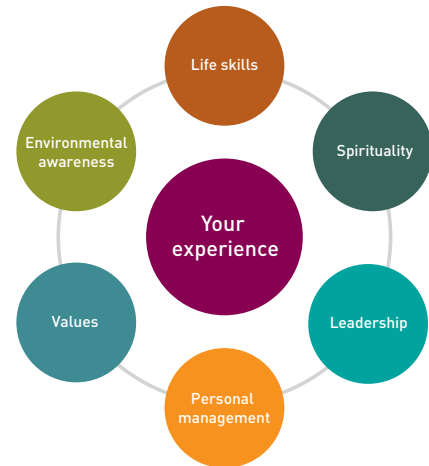 Life skills
Environmental
awareness
Spirituality
Your
experience
Values
Leadership
Personal
management